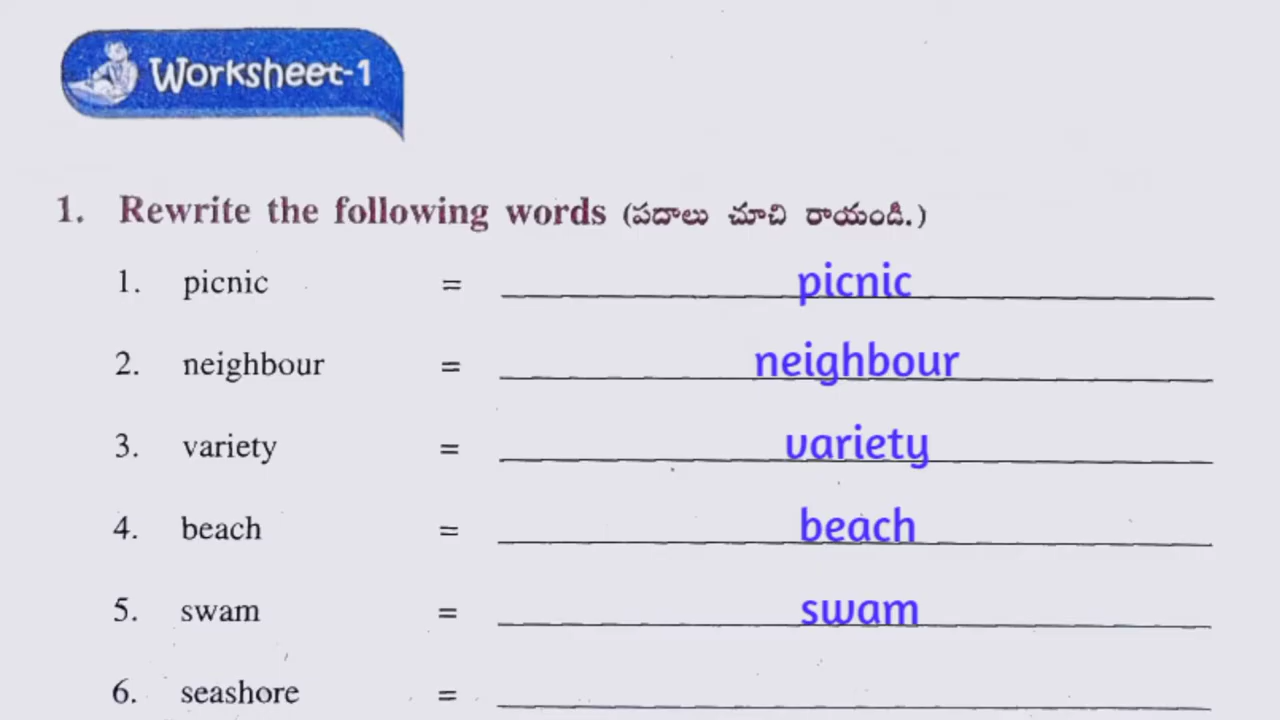 Worksheet-1
1. Rewrite the following words (పదాలు చూచి రాయండి.)
1. picnic = picnic
2. neighbour = neighbour
3. variety = variety
4. beach = beach
5. swam = swam
6. seashore =